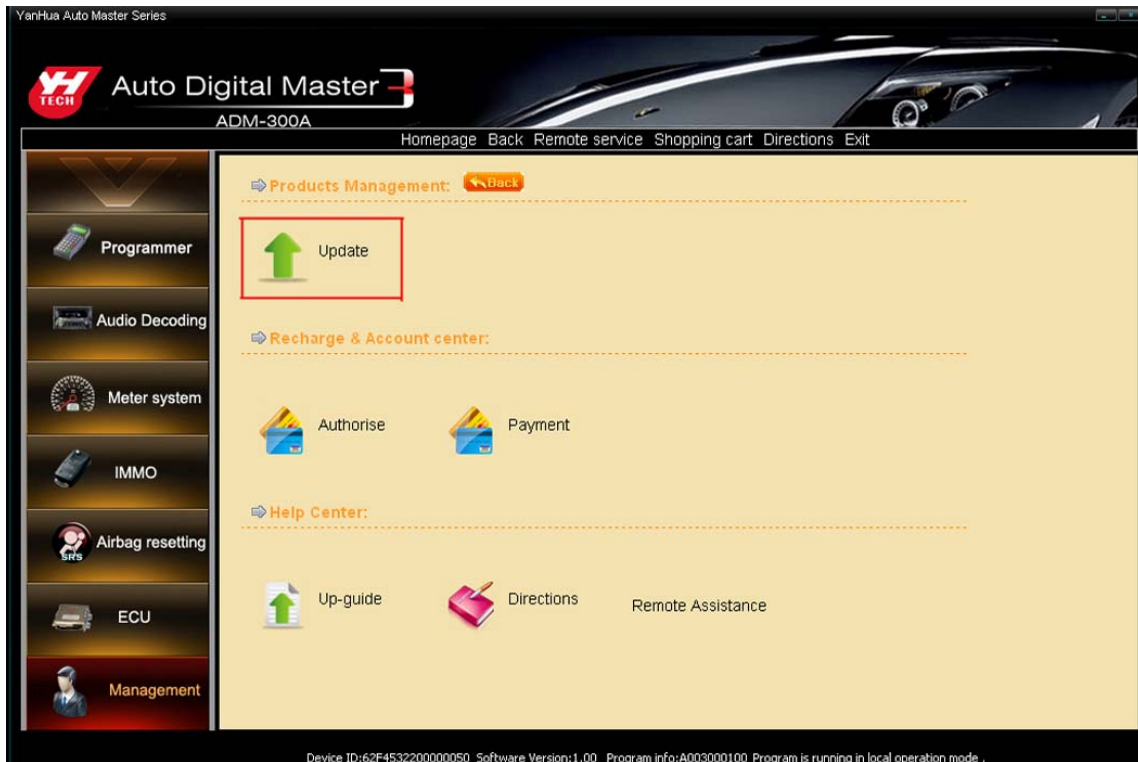 YanHua Auto Master Series
YH
TECH
Auto Digital Master 3
ADM-300A
Homepage Back Remote service Shopping cart Directions Exit
Programmer
Audio Decoding
Meter system
IMMO
SRS
Airbag resetting
ECU
Management
Products Management: Back
Update
Recharge & Account center:
Authorise Payment
Help Center:
Up-guide Directions Remote Assistance
Device ID:62F4532200000050 Software Version:1.00 Program info:A003000100 Program is running in local operation mode .